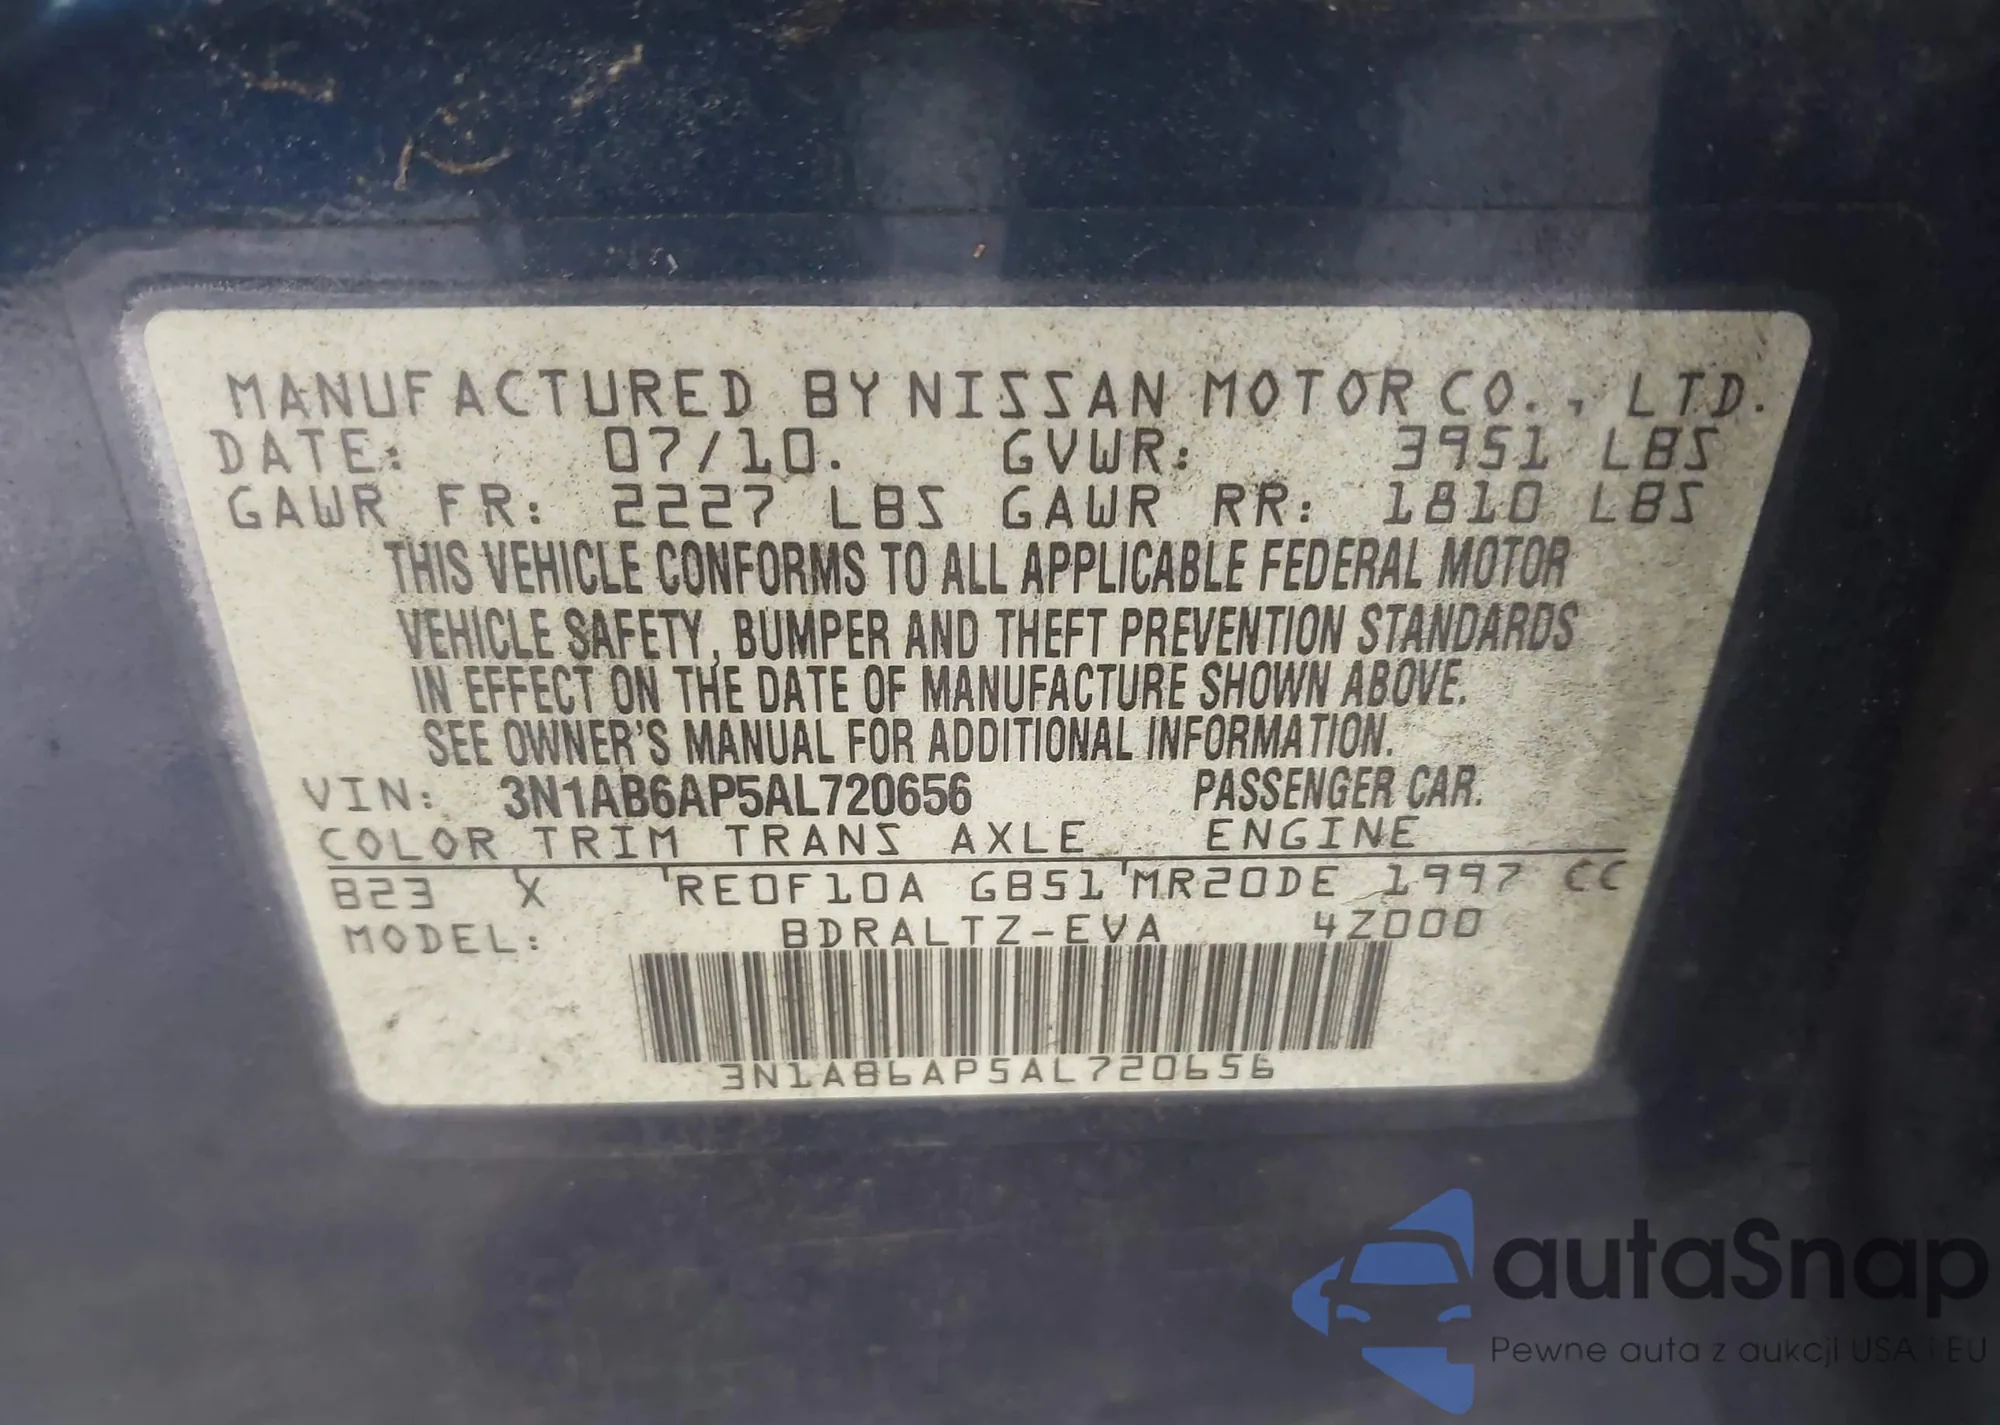 MANUFACTURED BY NISSAN MOTOR CO., LTD.
DATE: 07/10. GVWR: 3951 LBS
GAWR FR: 2227 LBS GAWR RR: 1810 LBS
THIS VEHICLE CONFORMS TO ALL APPLICABLE FEDERAL MOTOR
VEHICLE SAFETY, BUMPER AND THEFT PREVENTION STANDARDS
IN EFFECT ON THE DATE OF MANUFACTURE SHOWN ABOVE.
SEE OWNER'S MANUAL FOR ADDITIONAL INFORMATION.
VIN: 3N1AB6AP5AL720656 PASSENGER CAR.
COLOR TRIM TRANS AXLE ENGINE
B23 X 'RE0F10A GB51'MR20DE 1997 CC
MODEL: BDRALTZ-EVA 4Z000
3N1AB6AP5AL720656
autaSnap
Pewne auta z aukcji USA i EU